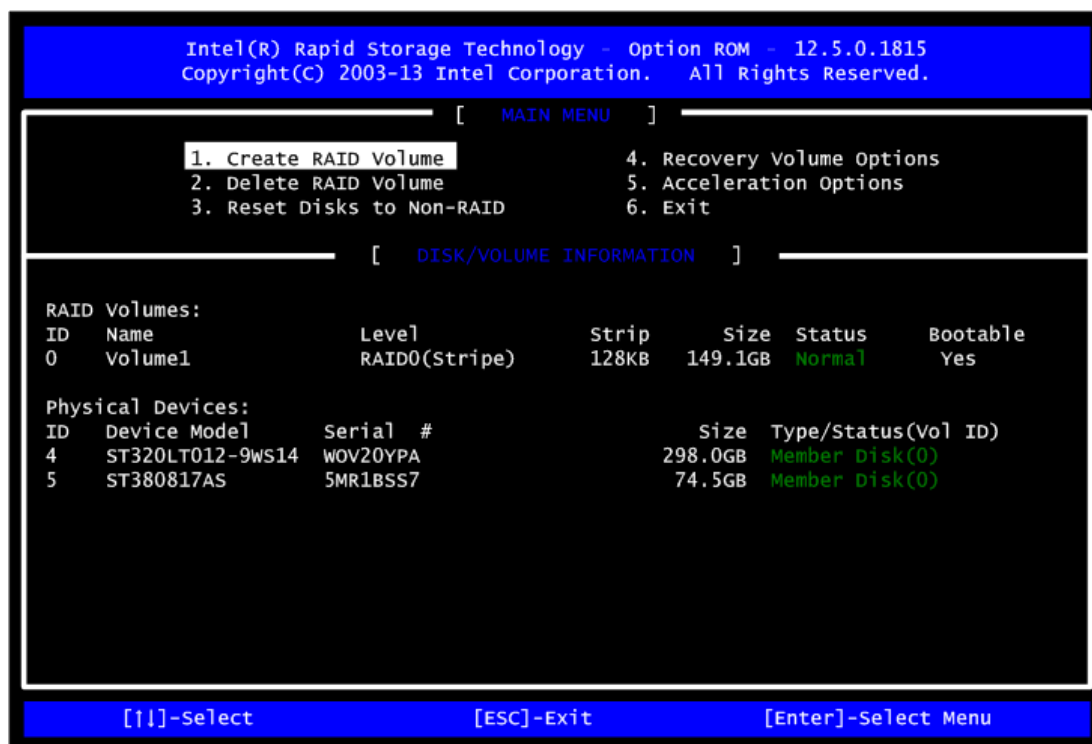 Intel(R) Rapid Storage Technology - Option ROM - 12.5.0.1815
Copyright(C) 2003-13 Intel Corporation. All Rights Reserved.
[ MAIN MENU ]
1. Create RAID Volume 4. Recovery Volume Options
2. Delete RAID Volume 5. Acceleration Options
3. Reset Disks to Non-RAID 6. Exit
[ DISK/VOLUME INFORMATION ]
RAID Volumes:
ID Name Level Strip Size Status Bootable
0 Volume1 RAID0(Stripe) 128KB 149.1GB Normal Yes
Physical Devices:
ID Device Model Serial # Size Type/Status(Vol ID)
4 ST320LT012-9WS14 WOV20YPA 298.0GB Member Disk(0)
5 ST380817AS 5MR1BSS7 74.5GB Member Disk(0)
[↑↓]-Select [ESC]-Exit [Enter]-Select Menu